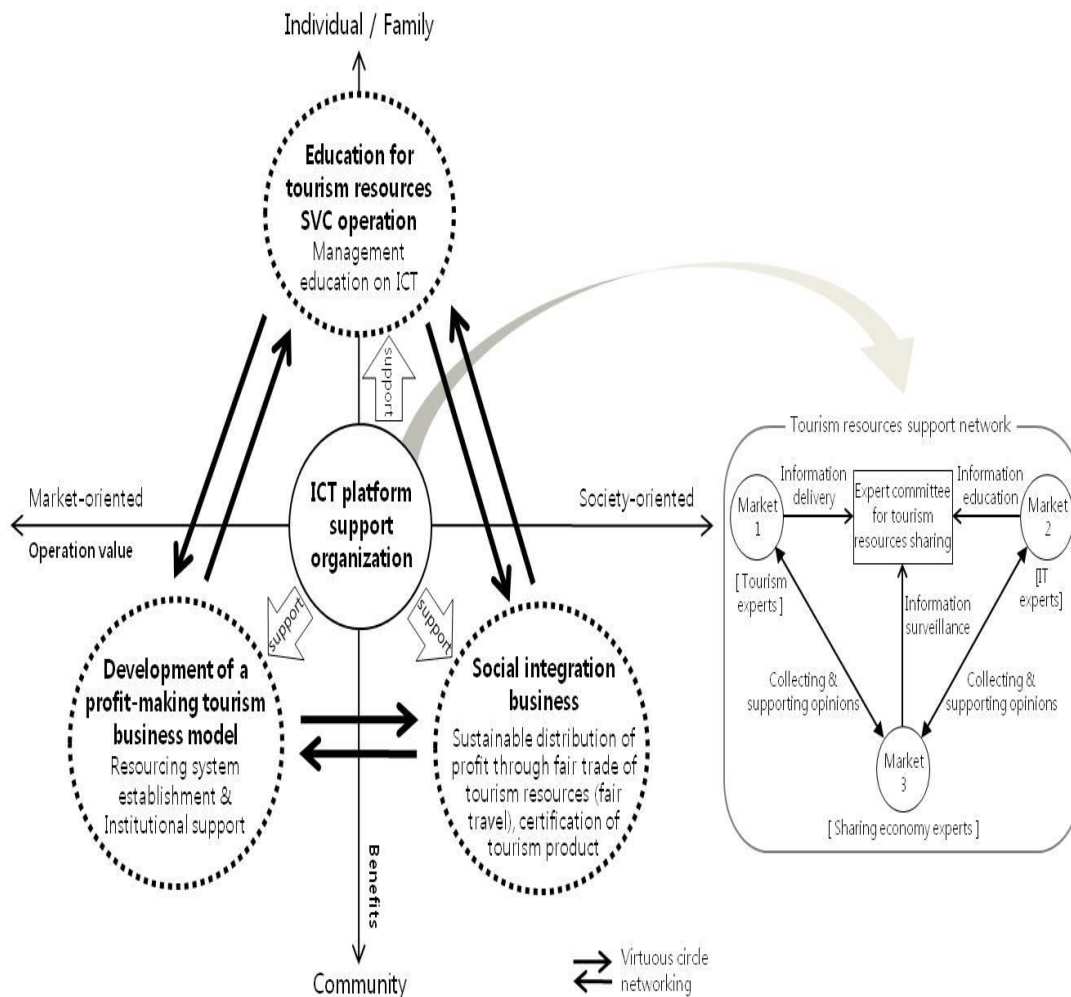 Individual / Family
Education for
tourism resources
SVC operation
Management
education on ICT
support
Market-oriented
Operation value
ICT platform
support
organization
Society-oriented
support
support
Development of a
profit-making tourism
business model
Resourcing system
establishment &
Institutional support
Social integration
business
Sustainable distribution of
profit through fair trade of
tourism resources (fair
travel), certification of
tourism product
Benefits
Community
Virtuous circle
networking
Tourism resources support network
Market
1
[ Tourism
experts ]
Information
delivery
Expert committee
for tourism
resources sharing
Information
education
Market
2
[IT
experts]
Information
surveillance
Collecting &
supporting opinions
Collecting &
supporting opinions
Market
3
[ Sharing economy experts ]